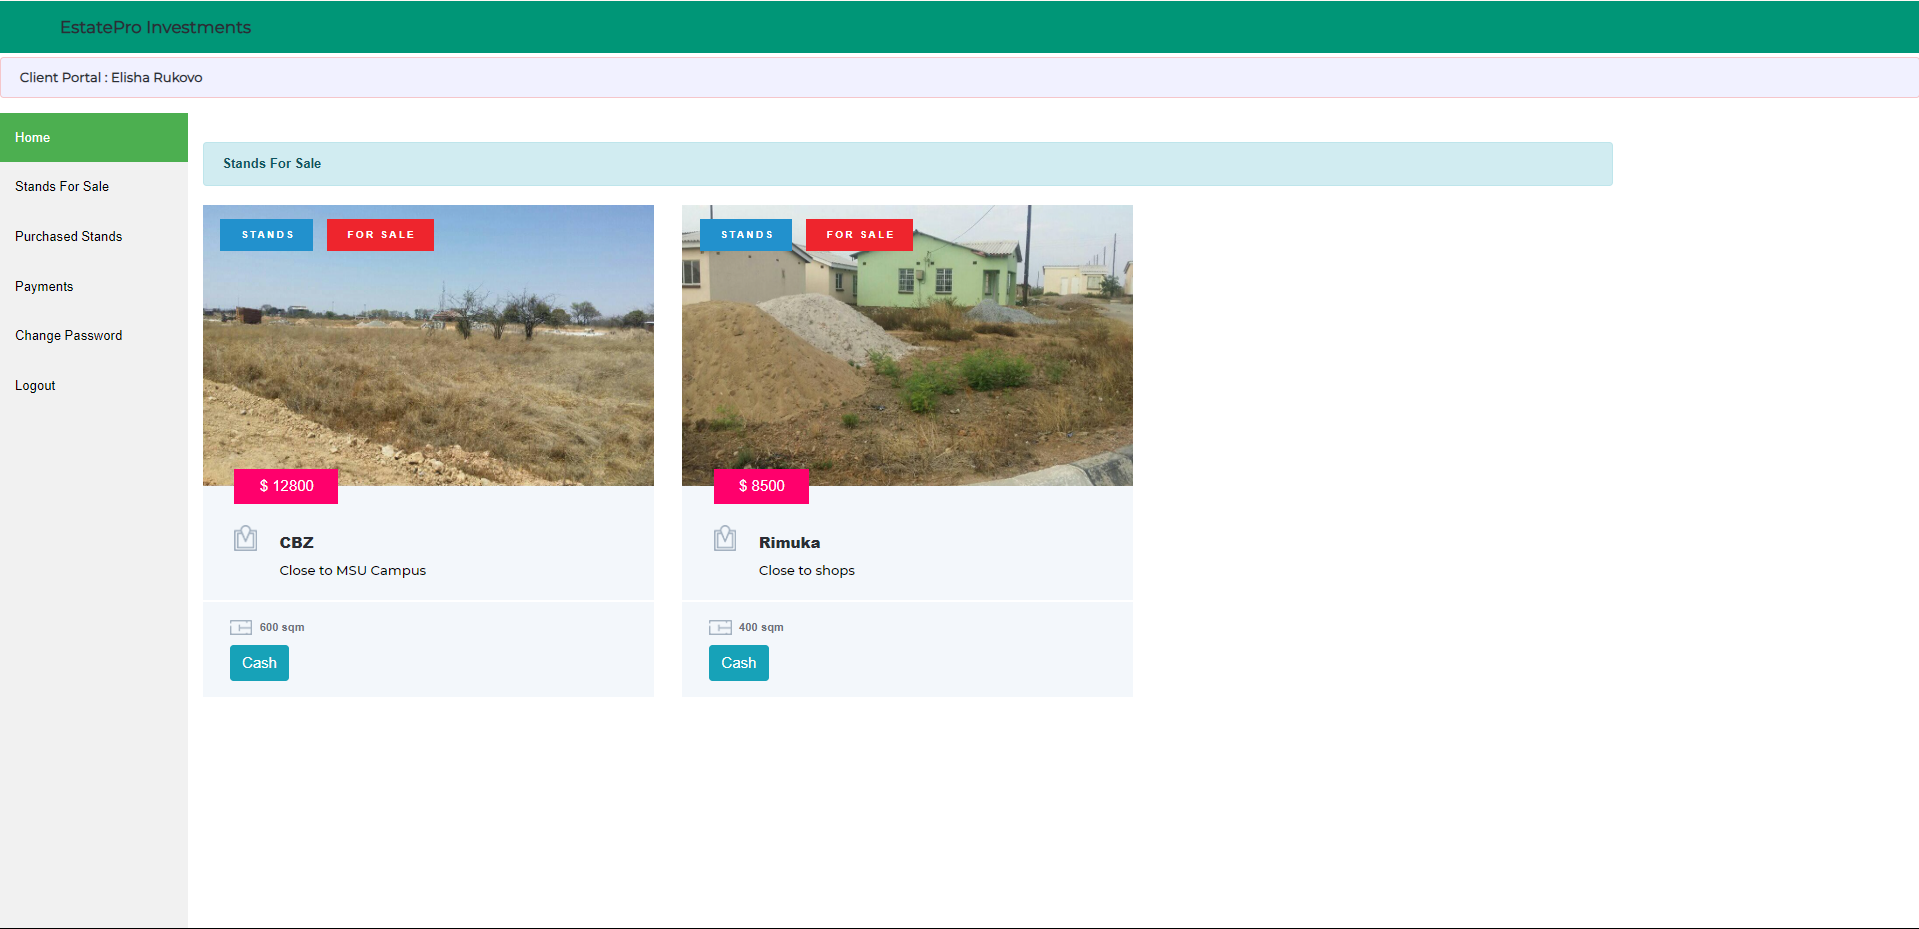 EstatePro Investments
Client Portal : Elisha Rukovo
Home
Stands For Sale
Purchased Stands
Payments
Change Password
Logout
Stands For Sale
STANDS
FOR SALE
$ 12800
CBZ
Close to MSU Campus
600 sqm
Cash
STANDS
FOR SALE
$ 8500
Rimuka
Close to shops
400 sqm
Cash